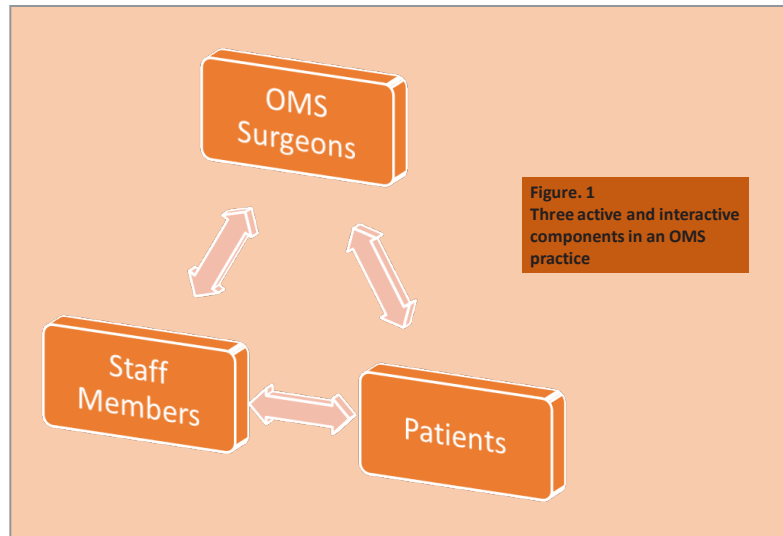 OMS
Surgeons
Figure. 1
Three active and interactive
components in an OMS
practice
Staff
Members
Patients